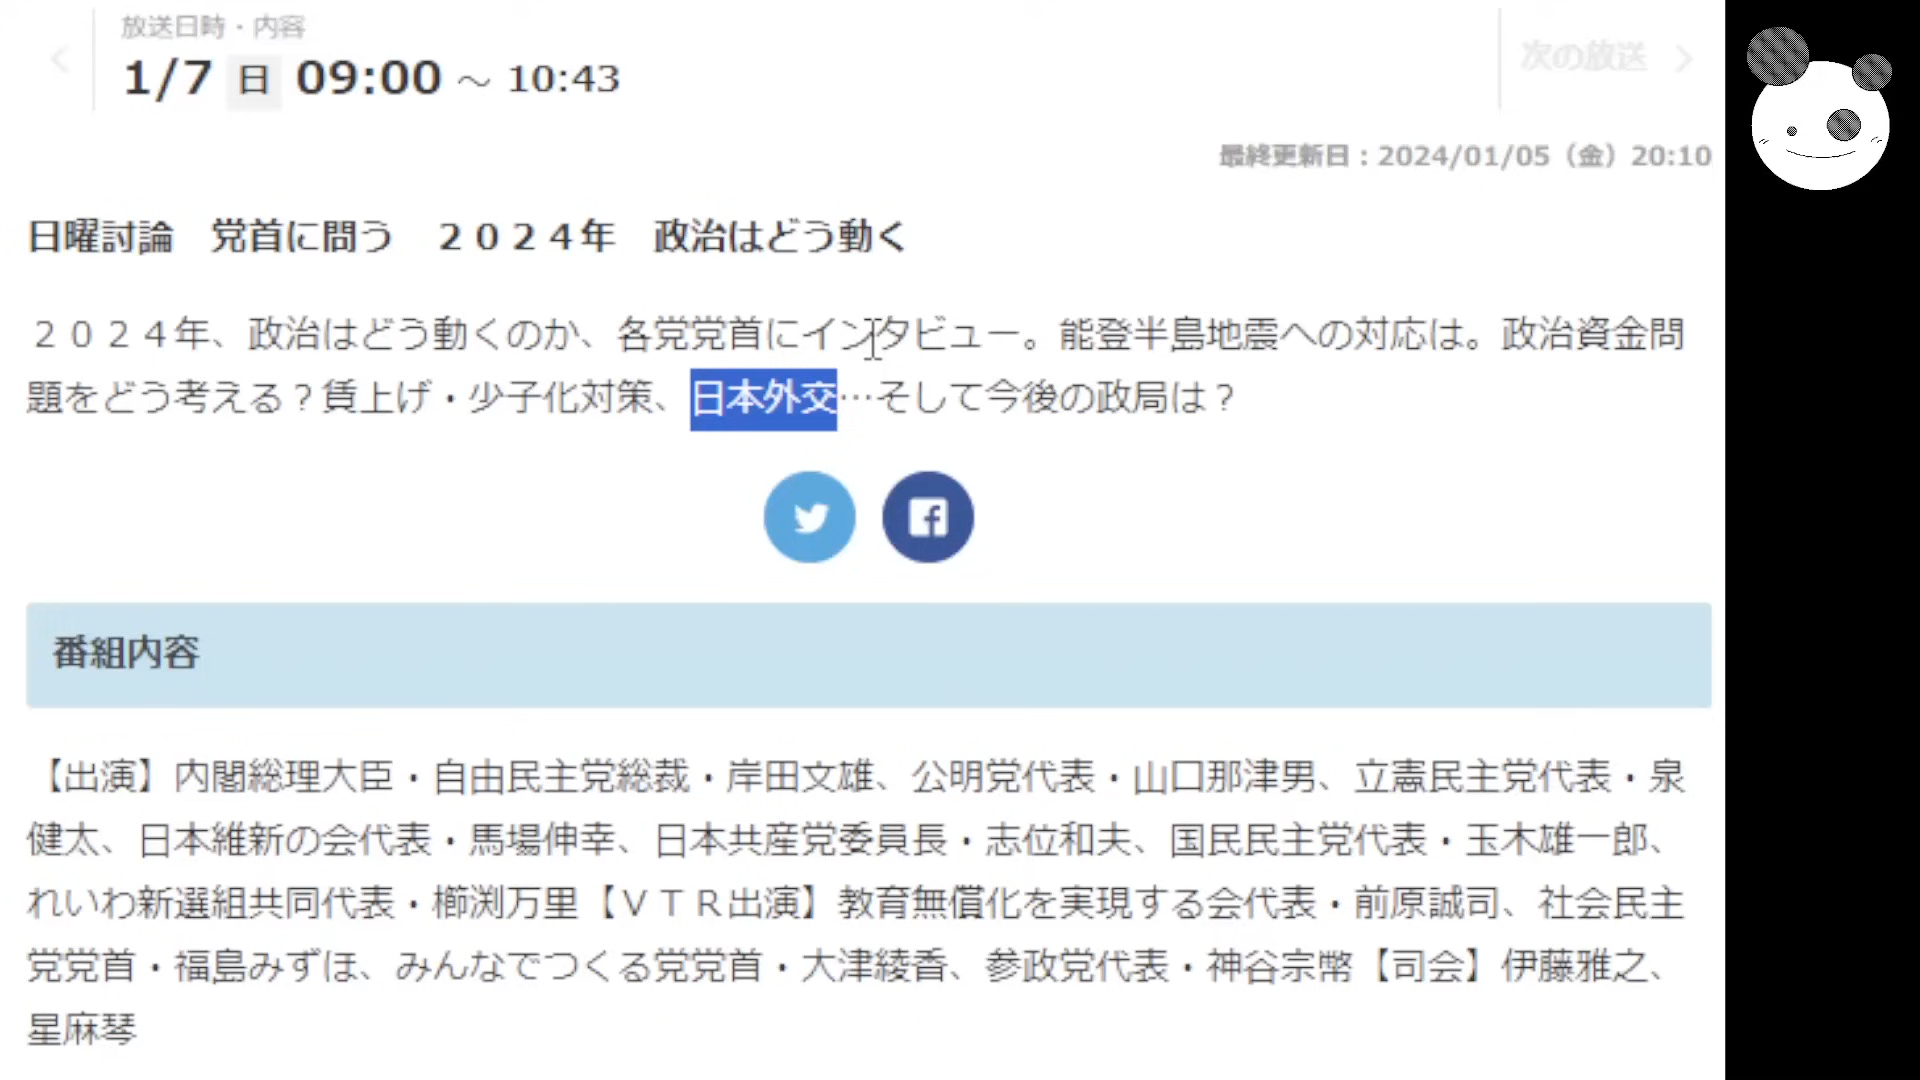 放送日時・内容
1/7 日 09:00 ～ 10:43
次の放送
最終更新日：2024/01/05（金）20:10
日曜討論　党首に問う　２０２４年　政治はどう動く
２０２４年、政治はどう動くのか、各党党首にインタビュー。能登半島地震への対応は。政治資金問
題をどう考える？賃上げ・少子化対策、日本外交…そして今後の政局は？
番組内容
【出演】内閣総理大臣・自由民主党総裁・岸田文雄、公明党代表・山口那津男、立憲民主党代表・泉
健太、日本維新の会代表・馬場伸幸、日本共産党委員長・志位和夫、国民民主党代表・玉木雄一郎、
れいわ新選組共同代表・櫛渕万里【ＶＴＲ出演】教育無償化を実現する会代表・前原誠司、社会民主
党党首・福島みずほ、みんなでつくる党党首・大津綾香、参政党代表・神谷宗幣【司会】伊藤雅之、
星麻琴